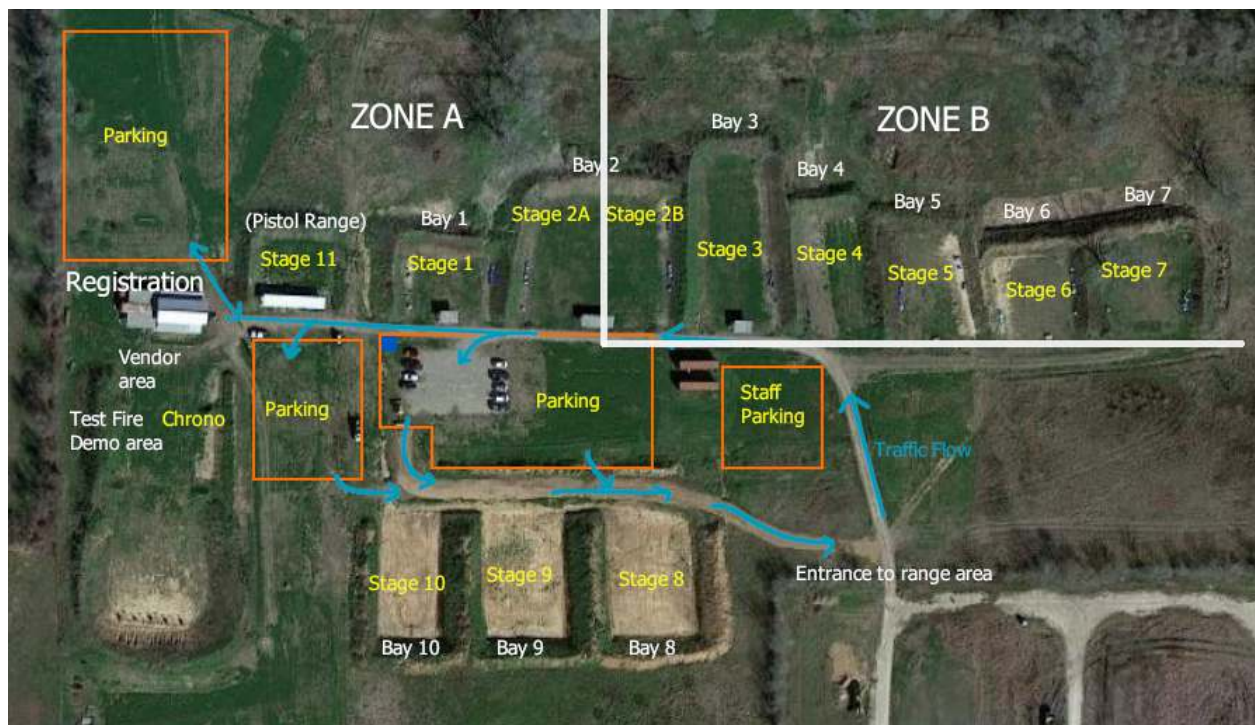 ZONE A
ZONE B
Parking
Bay 3
Bay 2
Bay 4
Bay 5
Bay 6
Bay 7
(Pistol Range)
Bay 1
Stage 2A
Stage 2B
Stage 11
Stage 1
Stage 3
Stage 4
Stage 5
Stage 6
Stage 7
Registration
Vendor
area
Test Fire
Demo area
Chrono
Parking
Parking
Staff
Parking
Traffic Flow
Stage 10
Stage 9
Stage 8
Entrance to range area
Bay 10
Bay 9
Bay 8